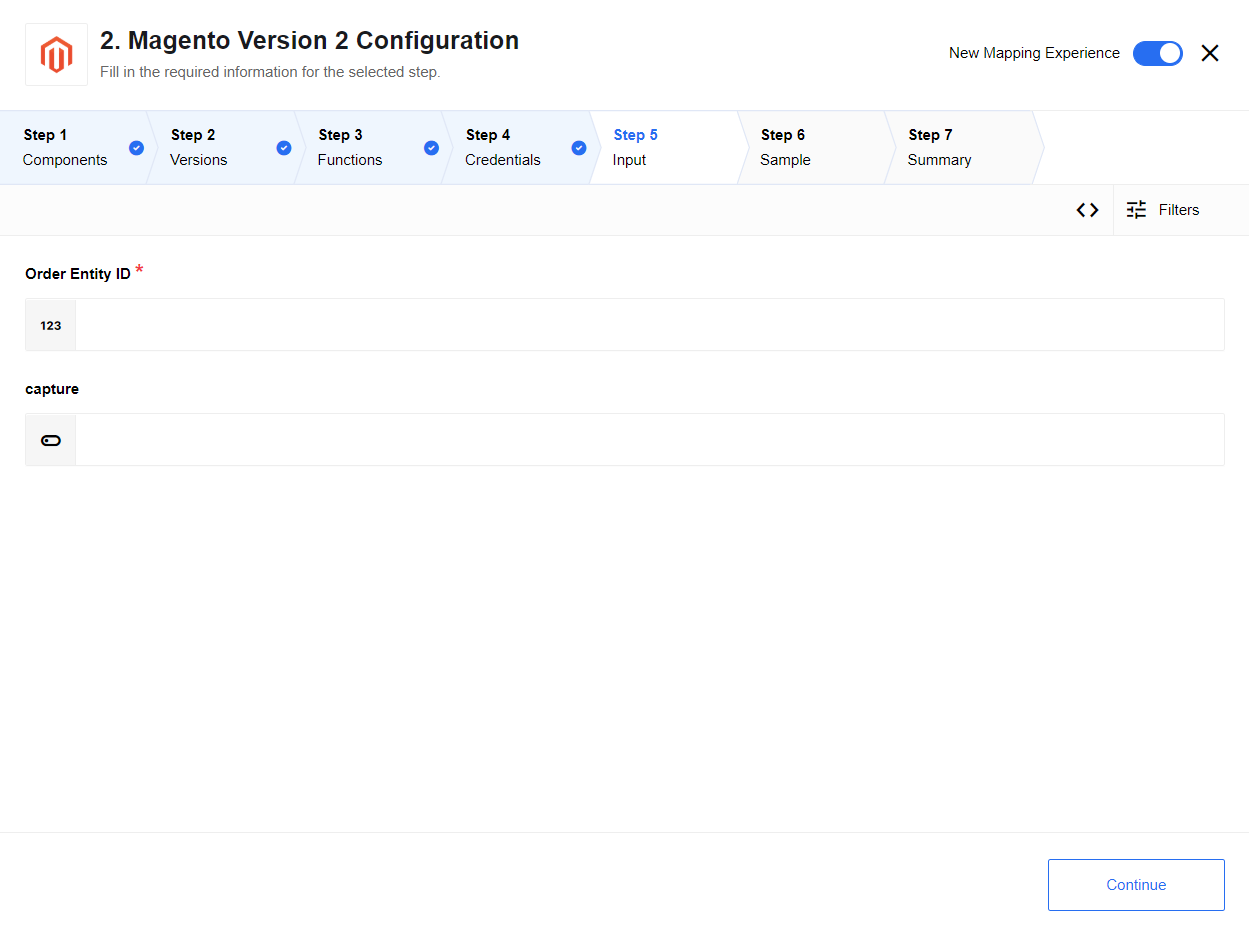 2. Magento Version 2 Configuration
Fill in the required information for the selected step.
New Mapping Experience
Step 1
Components
Step 2
Versions
Step 3
Functions
Step 4
Credentials
Step 5
Input
Step 6
Sample
Step 7
Summary
Filters
Order Entity ID *
123
capture
Continue